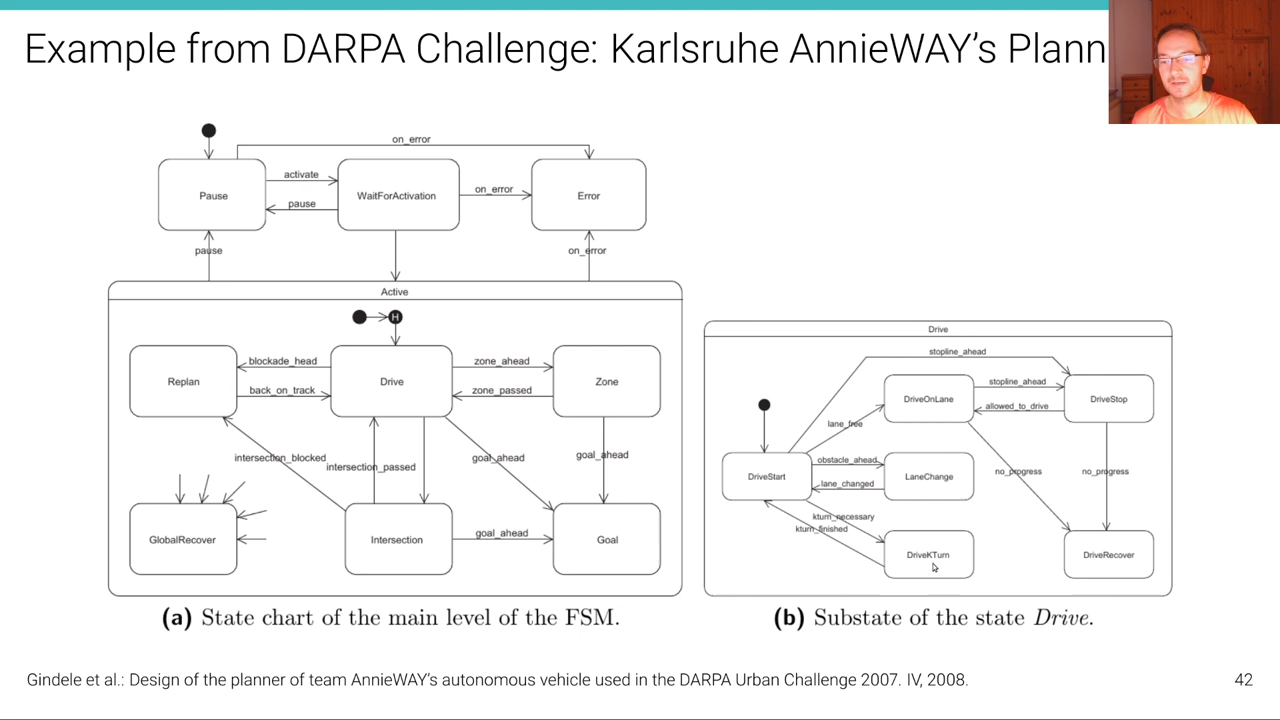 Example from DARPA Challenge: Karlsruhe AnnieWAY's Plann
on_error
Pause
activate
pause
WaitForActivation
on_error
Error
pause
on_error
Active
H
Replan
blockade_head
back_on_track
Drive
zone_ahead
zone_passed
Zone
intersection_blocked
intersection_passed
goal_ahead
goal_ahead
GlobalRecover
Intersection
goal_ahead
Goal
(a) State chart of the main level of the FSM.
Drive
stopline_ahead
DriveOnLane
stopline_ahead
allowed_to_drive
DriveStop
lane_free
DriveStart
obstacle_ahead
lane_changed
LaneChange
no_progress
no_progress
kturn_necessary
kturn_finished
DriveKTurn
DriveRecover
(b) Substate of the state Drive.
Gindele et al.: Design of the planner of team AnnieWAY's autonomous vehicle used in the DARPA Urban Challenge 2007. IV, 2008.
42